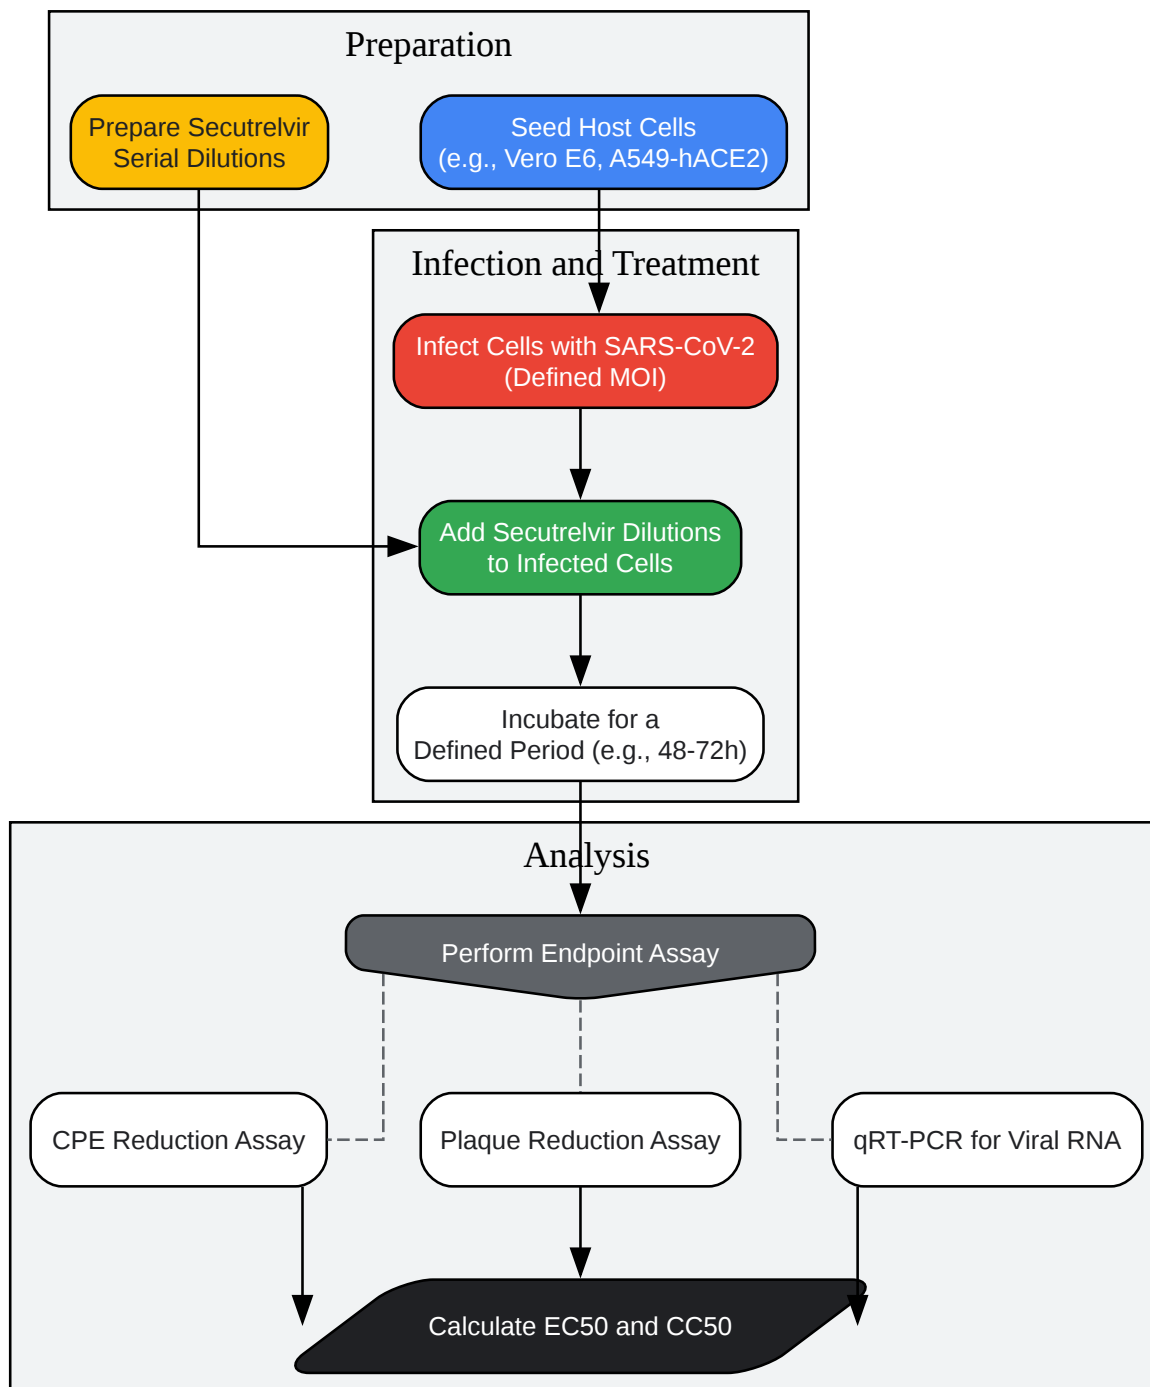 Preparation
Prepare Secutrelvir
Serial Dilutions
Seed Host Cells
(e.g., Vero E6, A549-hACE2)
Infection and Treatment
Infect Cells with SARS-CoV-2
(Defined MOI)
Add Secutrelvir Dilutions
to Infected Cells
Incubate for a
Defined Period (e.g., 48-72h)
Analysis
Perform Endpoint Assay
CPE Reduction Assay
Plaque Reduction Assay
qRT-PCR for Viral RNA
Calculate EC50 and CC50